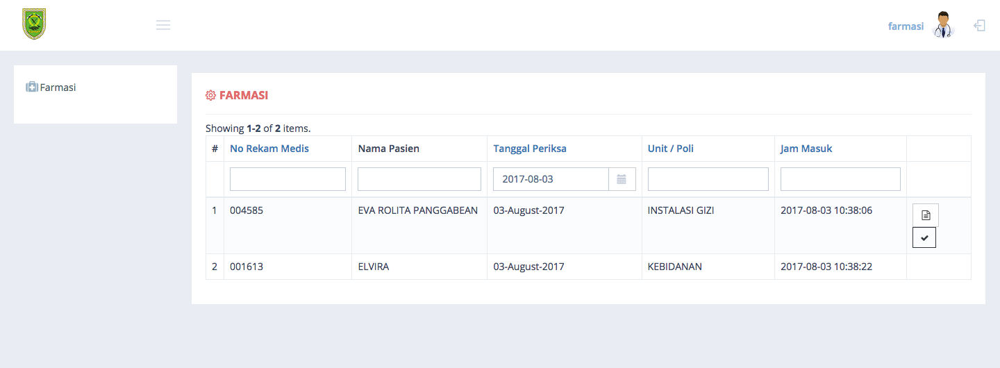 farmasi
Farmasi
FARMASI
Showing 1-2 of 2 items.
# No Rekam Medis Nama Pasien Tanggal Periksa Unit / Poli Jam Masuk
2017-08-03
1 004585 EVA ROLITA PANGGABEAN 03-August-2017 INSTALASI GIZI 2017-08-03 10:38:06
2 001613 ELVIRA 03-August-2017 KEBIDANAN 2017-08-03 10:38:22